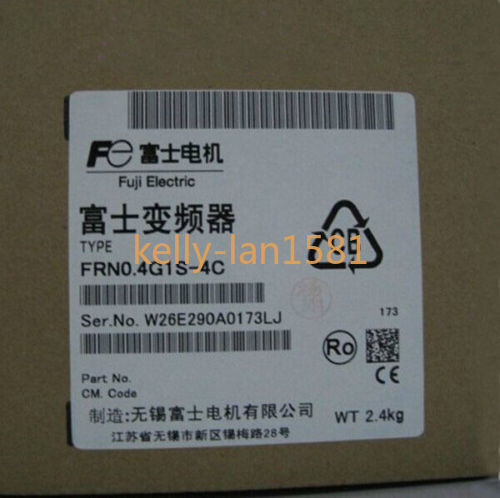 Fe 富士电机
Fuji Electric
富士变频器
kelly-lan1581
TYPE
FRN0.4G1S-4C
Ser.No. W26E290A0173LJ
173
Ro
Part No.
CM. Code
CE
制造:无锡富士电机有限公司
WT 2.4kg
江苏省无锡市新区锡梅路28号